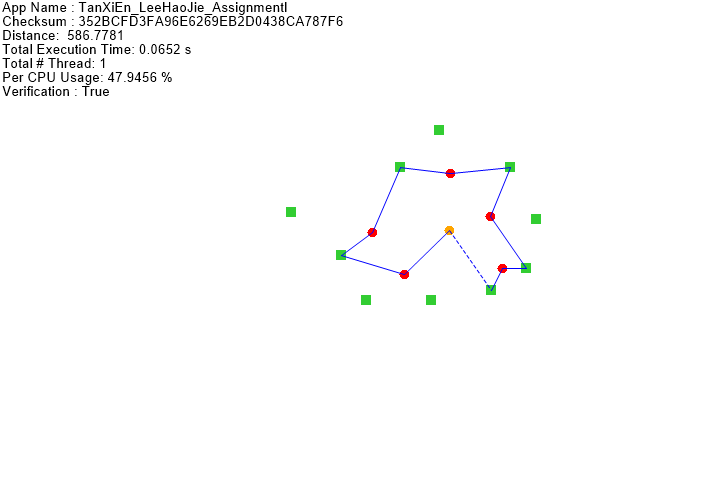 App Name : TanXiEn_LeeHaoJie_AssignmentI
Checksum : 352BCFD3FA96E6269EB2D0438CA787F6
Distance:  586.7781
Total Execution Time: 0.0652 s
Total # Thread: 1
Per CPU Usage: 47.9456 %
Verification : True